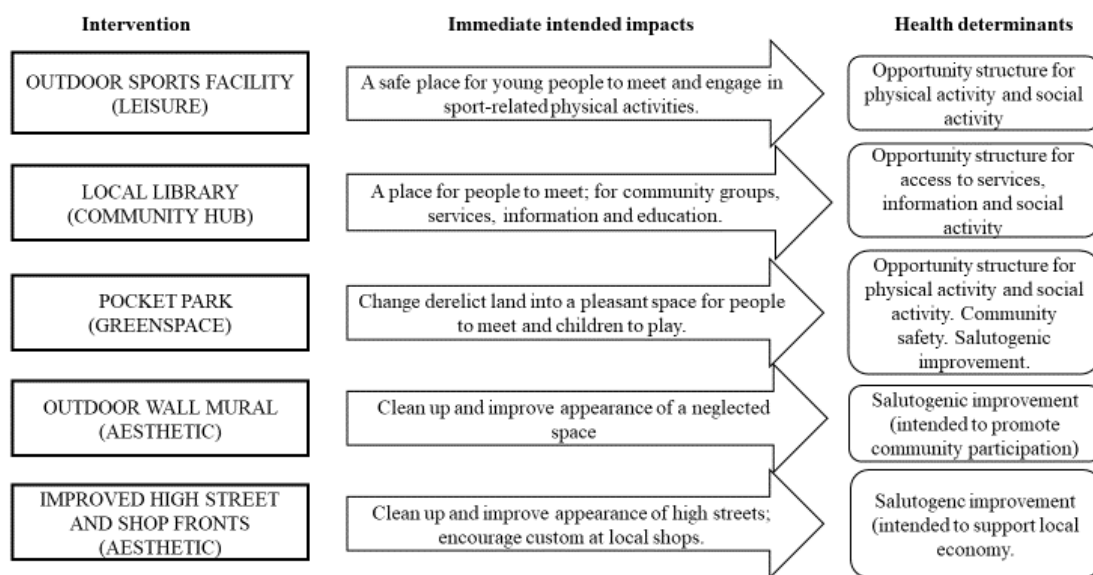 Intervention
Immediate intended impacts
Health determinants
OUTDOOR SPORTS FACILITY
(LEISURE)
A safe place for young people to meet and engage in
sport-related physical activities.
Opportunity structure for
physical activity and social
activity
LOCAL LIBRARY
(COMMUNITY HUB)
A place for people to meet; for community groups,
services, information and education.
Opportunity structure for
access to services,
information and social
activity
POCKET PARK
(GREENSPACE)
Change derelict land into a pleasant space for people
to meet and children to play.
Opportunity structure for
physical activity and social
activity. Community
safety. Salutogenic
improvement.
OUTDOOR WALL MURAL
(AESTHETIC)
Clean up and improve appearance of a neglected
space
Salutogenic improvement
(intended to promote
community participation)
IMPROVED HIGH STREET
AND SHOP FRONTS
(AESTHETIC)
Clean up and improve appearance of high streets;
encourage custom at local shops.
Salutogenc improvement
(intended to support local
economy.